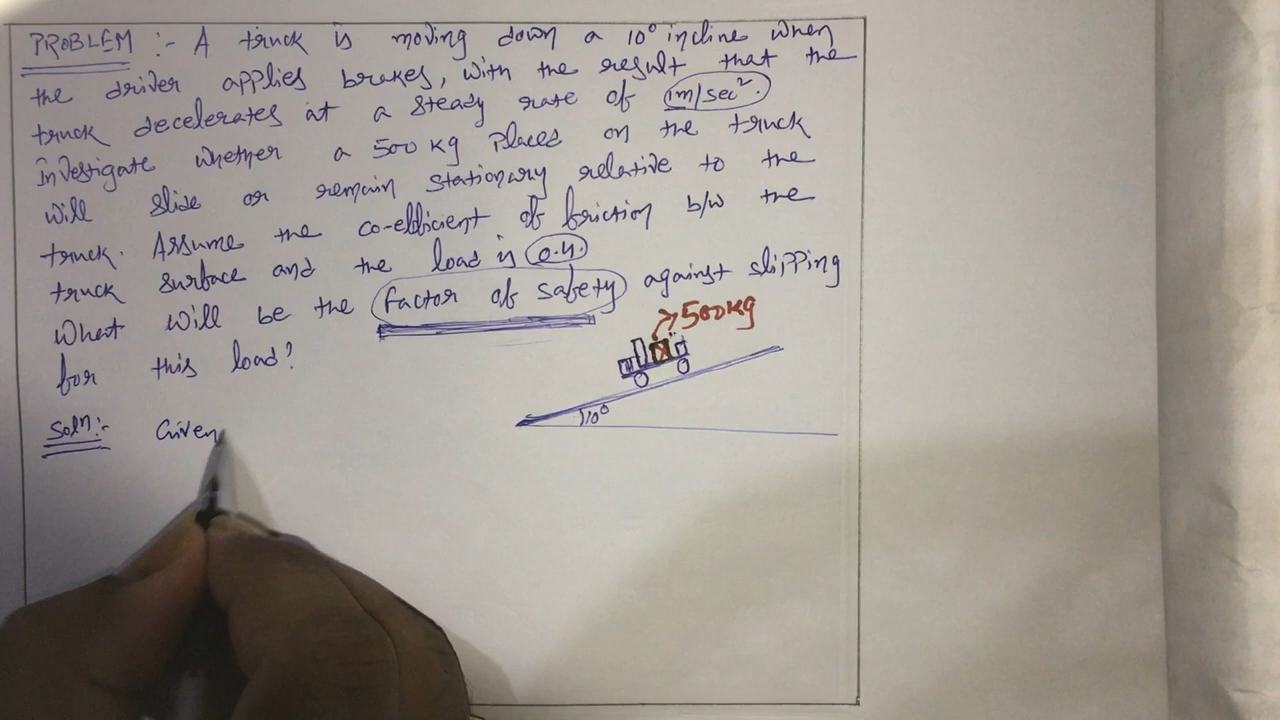 PROBLEM :- A truck is moving down a 10° incline when
the driver applies brakes, with the result that the
truck decelerates at a steady rate of 1m/sec².
Investigate whether a 500 kg places on the truck
will slide or remain stationary relative to the
truck. Assume the co-efficient of friction b/w the
truck surface and the load is 0.4.
What will be the factor of safety against slipping
for this load?
500kg
10°
Soln:- Given